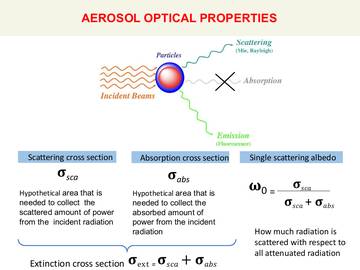 AEROSOL OPTICAL PROPERTIES
Scattering
(Mie, Rayleigh)
Particles
Absorption
Incident Beams
Emission
(Fluorescence)
Scattering cross section
Absorption cross section
Single scattering albedo
σsca
σabs
ω0 = σsca
σsca + σabs
Hypothetical area that is
needed to collect the
scattered amount of power
from the incident radiation
Hypothetical area that is
needed to collect the
absorbed amount of
power from the incident
radiation
How much radiation is
scattered with respect to
all attenuated radiation
Extinction cross section σext = σsca + σabs